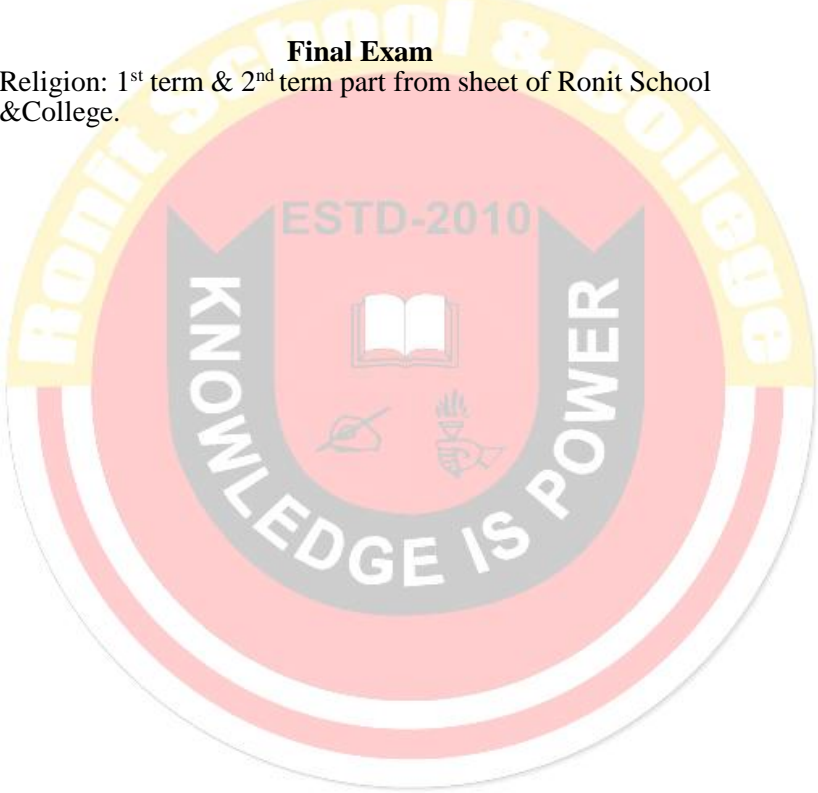 Final Exam
Religion: 1st term & 2nd term part from sheet of Ronit School
&College.
Ronit School & College
ESTD-2010
KNOWLEDGE IS POWER